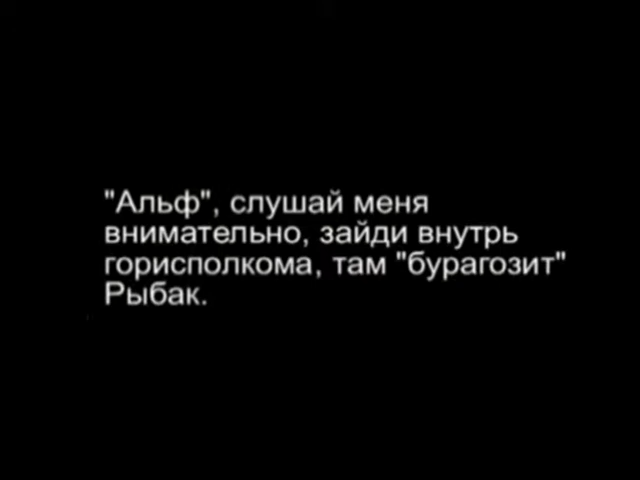 "Альф", слушай меня
внимательно, зайди внутрь
горисполкома, там "бурагозит"
Рыбак.